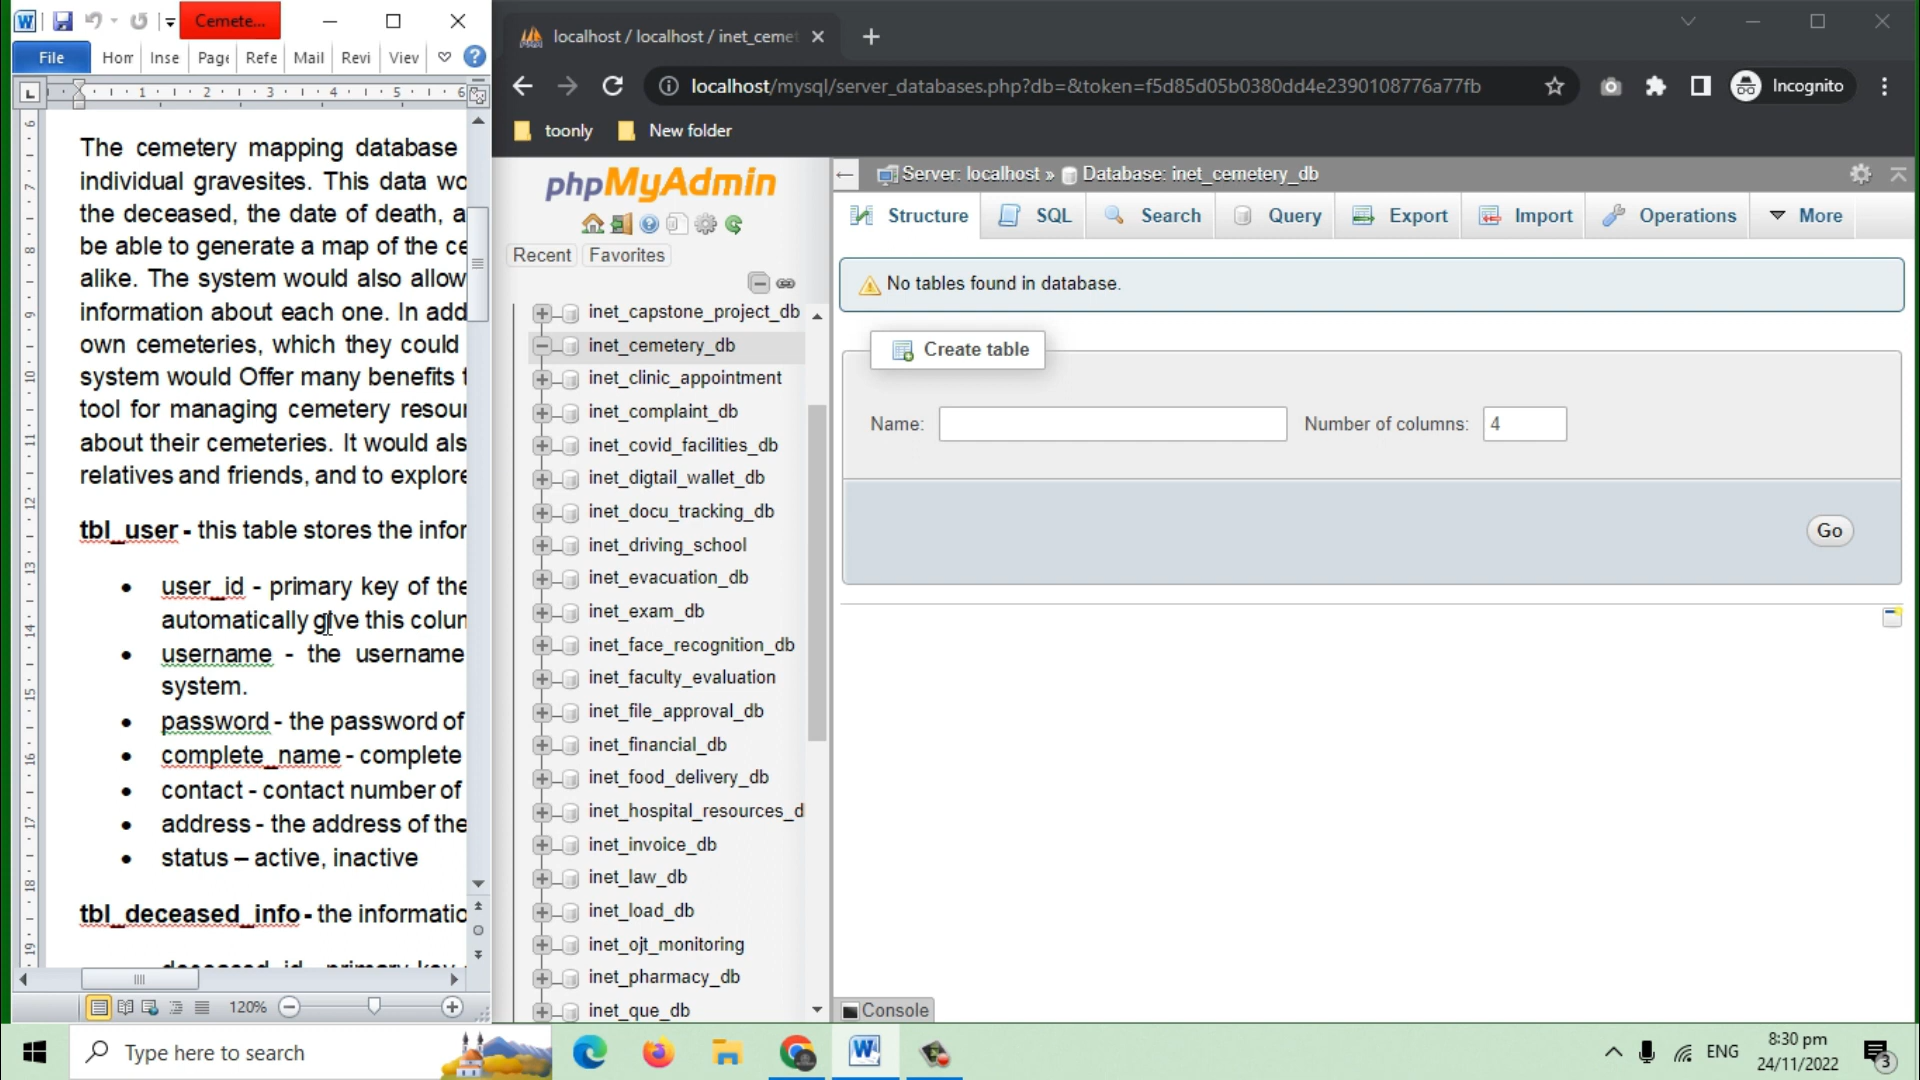 Cemete...
File
Inse
Refe
Mail
Revi
View
The cemetery mapping database
individual gravesites. This data wo
the deceased, the date of death, a
be able to generate a map of the ce
alike. The system would also allow
information about each one. In add
own cemeteries, which they could
system would Offer many benefits t
tool for managing cemetery resour
about their cemeteries. It would als
relatives and friends, and to explore
tbl_user - this table stores the infor
• user_id - primary key of the
automatically give this colun
• username - the username
system.
• password - the password of
• complete_name - complete
• contact - contact number of
• address - the address of the
• status – active, inactive
tbl_deceased_info - the informatio
deceased_id - primary key
120%
localhost / localhost / inet_cemet
localhost/mysql/server_databases.php?db=&token=f5d85d05b0380dd4e2390108776a77fb
Incognito
toonly
New folder
phpMyAdmin
Recent
Favorites
inet_capstone_project_db
inet_cemetery_db
inet_clinic_appointment
inet_complaint_db
inet_covid_facilities_db
inet_digtail_wallet_db
inet_docu_tracking_db
inet_driving_school
inet_evacuation_db
inet_exam_db
inet_face_recognition_db
inet_faculty_evaluation
inet_file_approval_db
inet_financial_db
inet_food_delivery_db
inet_hospital_resources_d
inet_invoice_db
inet_law_db
inet_load_db
inet_ojt_monitoring
inet_pharmacy_db
inet_que_db
Server: localhost » Database: inet_cemetery_db
Structure
SQL
Search
Query
Export
Import
Operations
More
No tables found in database.
Create table
Name:
Number of columns: 4
Go
Console
Type here to search
ENG
8:30 pm
24/11/2022
3